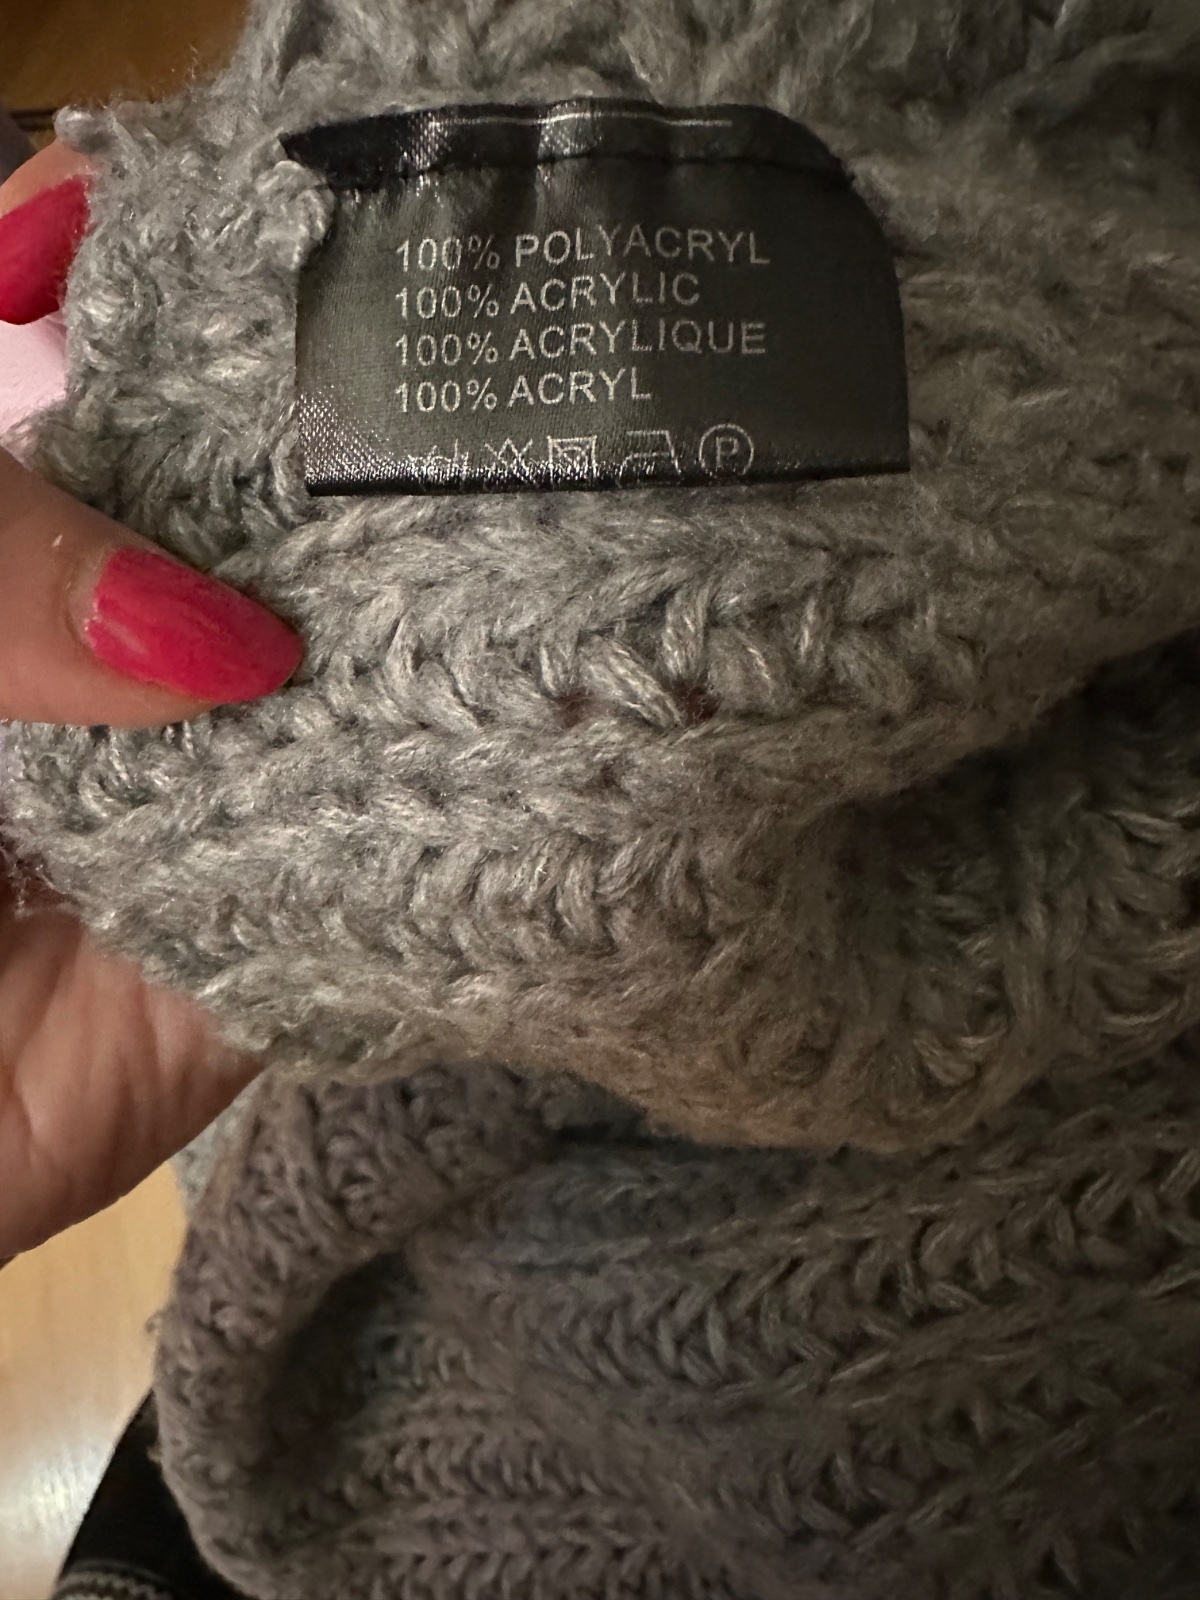 100% POLYACRYL
100% ACRYLIC
100% ACRYLIQUE
100% ACRYL
P